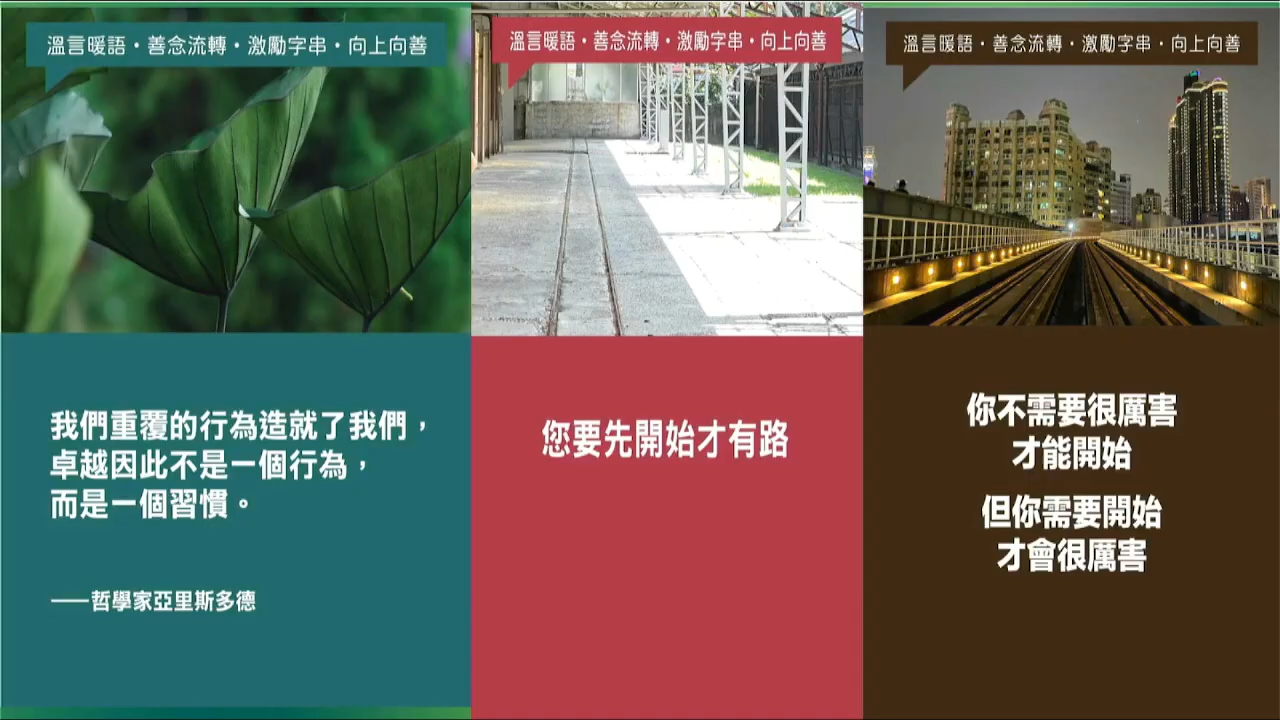 溫言暖語・善念流轉・激勵字串・向上向善
我們重覆的行為造就了我們，
卓越因此不是一個行為，
而是一個習慣。
——哲學家亞里斯多德
溫言暖語・善念流轉・激勵字串・向上向善
您要先開始才有路
溫言暖語・善念流轉・激勵字串・向上向善
你不需要很厲害
才能開始
但你需要開始
才會很厲害